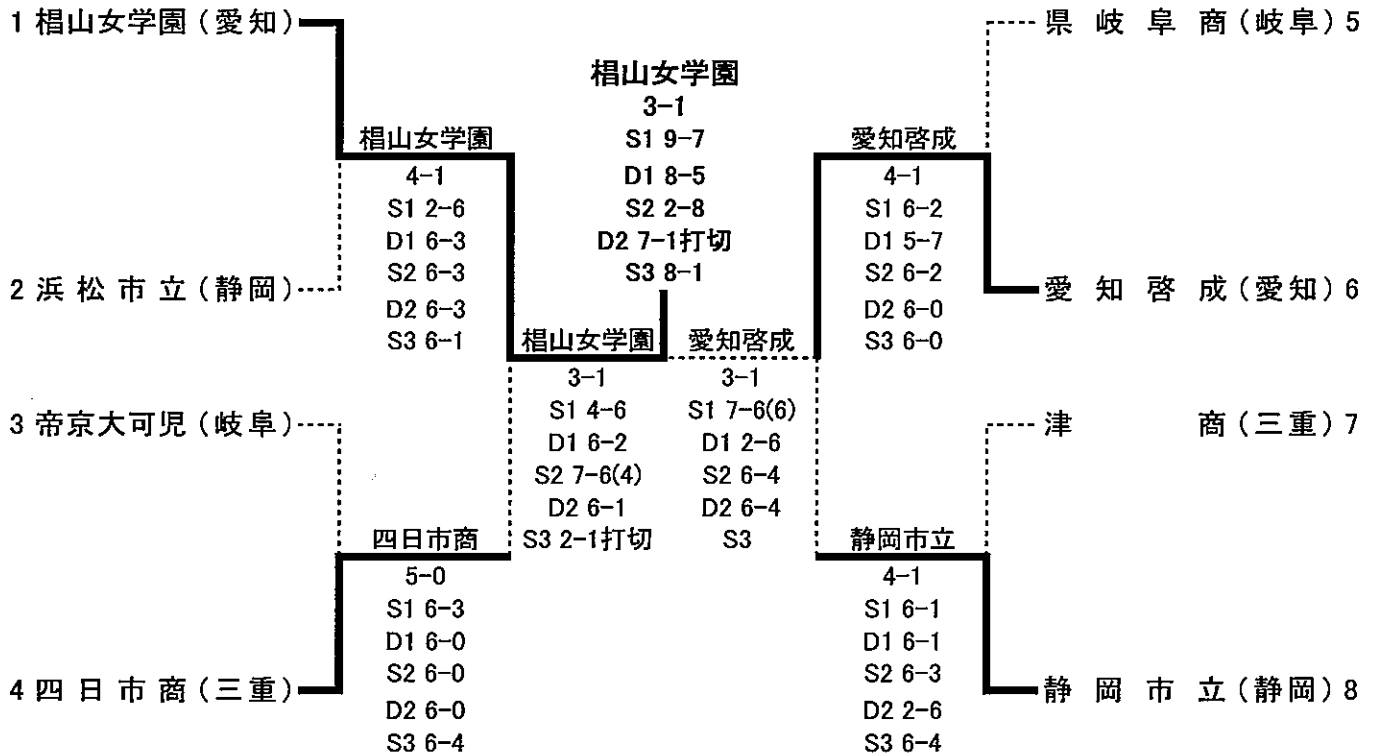 1 椙山女学園 (愛知)
県 岐 阜 商 (岐阜) 5
椙山女学園
3-1
S1 9-7
D1 8-5
S2 2-8
D2 7-1打切
S3 8-1
椙山女学園
4-1
S1 2-6
D1 6-3
S2 6-3
D2 6-3
S3 6-1
愛知啓成
4-1
S1 6-2
D1 5-7
S2 6-2
D2 6-0
S3 6-0
2 浜 松 市 立 (静岡)
愛 知 啓 成 (愛知) 6
椙山女学園
3-1
S1 4-6
D1 6-2
S2 7-6(4)
D2 6-1
S3 2-1打切
愛知啓成
3-1
S1 7-6(6)
D1 2-6
S2 6-4
D2 6-4
S3
3 帝京大可児 (岐阜)
津 商 (三重) 7
四日市商
5-0
S1 6-3
D1 6-0
S2 6-0
D2 6-0
S3 6-4
静岡市立
4-1
S1 6-1
D1 6-1
S2 6-3
D2 2-6
S3 6-4
4 四 日 市 商 (三重)
静 岡 市 立 (静岡) 8